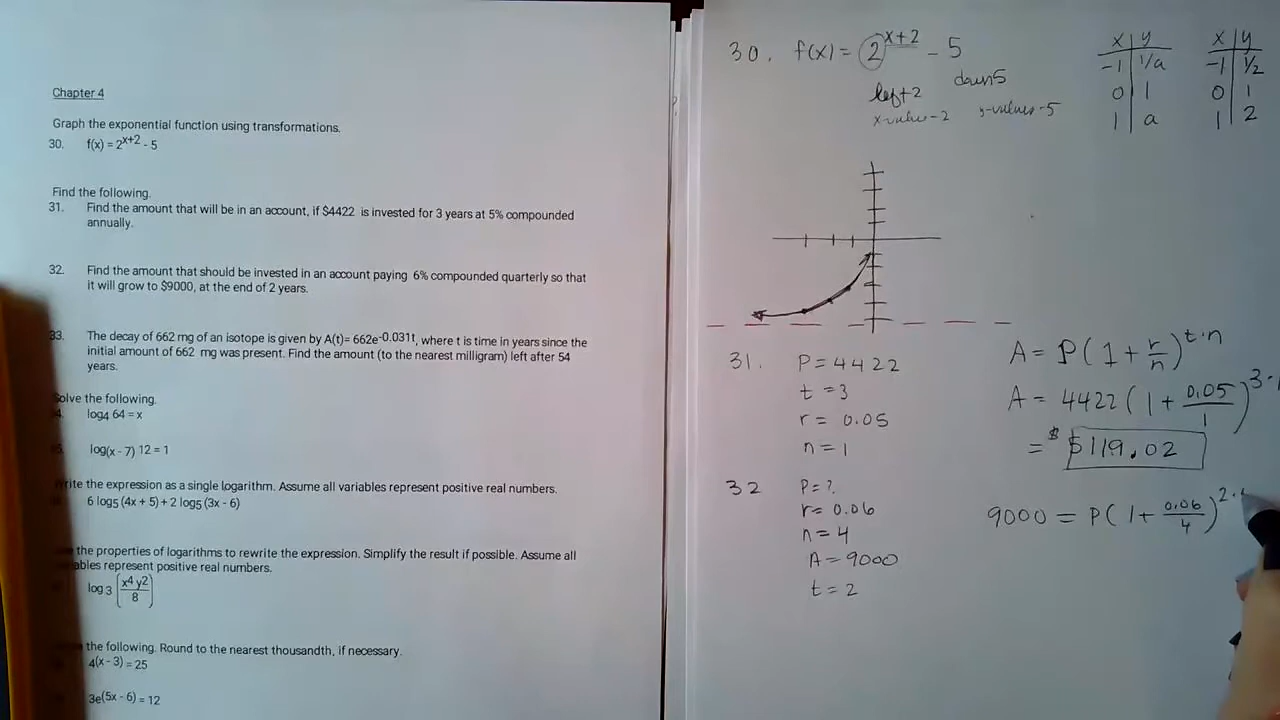 Chapter 4
Graph the exponential function using transformations.
30. f(x) = 2^x+2 - 5
Find the following.
31. Find the amount that will be in an account, if $4422 is invested for 3 years at 5% compounded
annually.
32. Find the amount that should be invested in an account paying 6% compounded quarterly so that
it will grow to $9000, at the end of 2 years.
33. The decay of 662 mg of an isotope is given by A(t)= 662e^-0.031t, where t is time in years since the
initial amount of 662 mg was present. Find the amount (to the nearest milligram) left after 54
years.
Solve the following.
log4 64 = x
log(x - 7) 12 = 1
rite the expression as a single logarithm. Assume all variables represent positive real numbers.
6 log5 (4x + 5) + 2 log5 (3x - 6)
the properties of logarithms to rewrite the expression. Simplify the result if possible. Assume all
ables represent positive real numbers.
log3 [x4 y2 / 8]
the following. Round to the nearest thousandth, if necessary.
4(x - 3) = 25
3e(5x - 6) = 12
30. f(x) = 2^x+2 - 5
left 2 down 5
x-value -2 y-values -5
x | y
-1 | 1/a
0 | 1
1 | a
x | y
-1 | 1/2
0 | 1
1 | 2
31. P = 4422
t = 3
r = 0.05
n = 1
A = P(1 + r/n)^t·n
A = 4422(1 + 0.05/1)^3·1
= $ $119.02
32 P = ?
r = 0.06
n = 4
A = 9000
t = 2
9000 = P(1 + 0.06/4)^2·